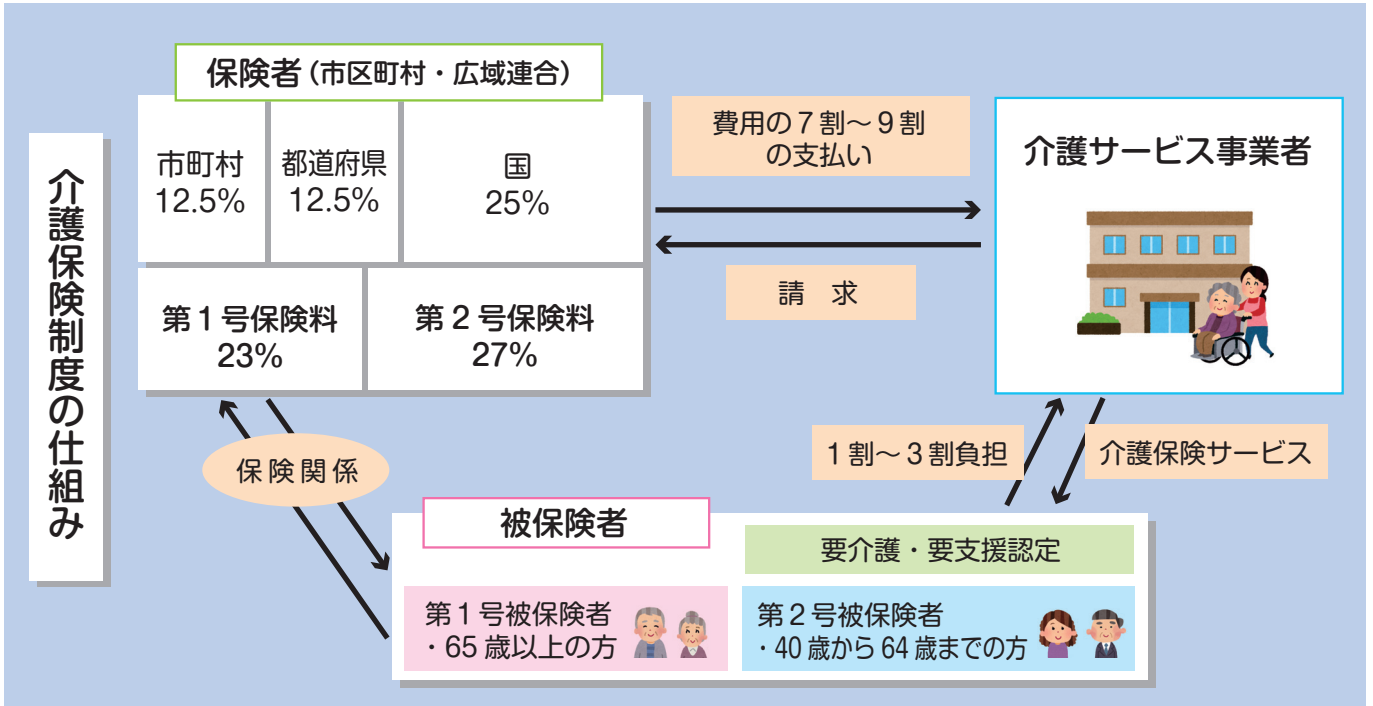 介護保険制度の仕組み
保険者(市区町村・広域連合)
市町村
12.5%
都道府県
12.5%
国
25%
第1号保険料
23%
第2号保険料
27%
費用の7割~9割
の支払い
請 求
介護サービス事業者
保険関係
1割~3割負担
介護保険サービス
被保険者
要介護・要支援認定
第1号被保険者
・65歳以上の方
第2号被保険者
・40歳から64歳までの方